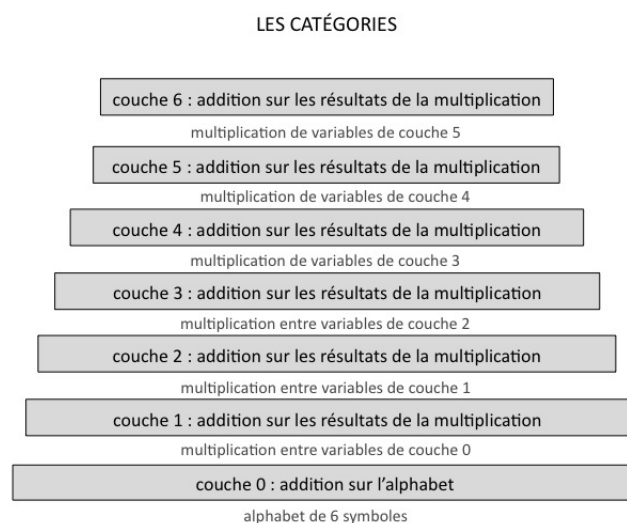 LES CATÉGORIES
couche 6 : addition sur les résultats de la multiplication
multiplication de variables de couche 5
couche 5 : addition sur les résultats de la multiplication
multiplication de variables de couche 4
couche 4 : addition sur les résultats de la multiplication
multiplication de variables de couche 3
couche 3 : addition sur les résultats de la multiplication
multiplication entre variables de couche 2
couche 2 : addition sur les résultats de la multiplication
multiplication entre variables de couche 1
couche 1 : addition sur les résultats de la multiplication
multiplication entre variables de couche 0
couche 0 : addition sur l’alphabet
alphabet de 6 symboles